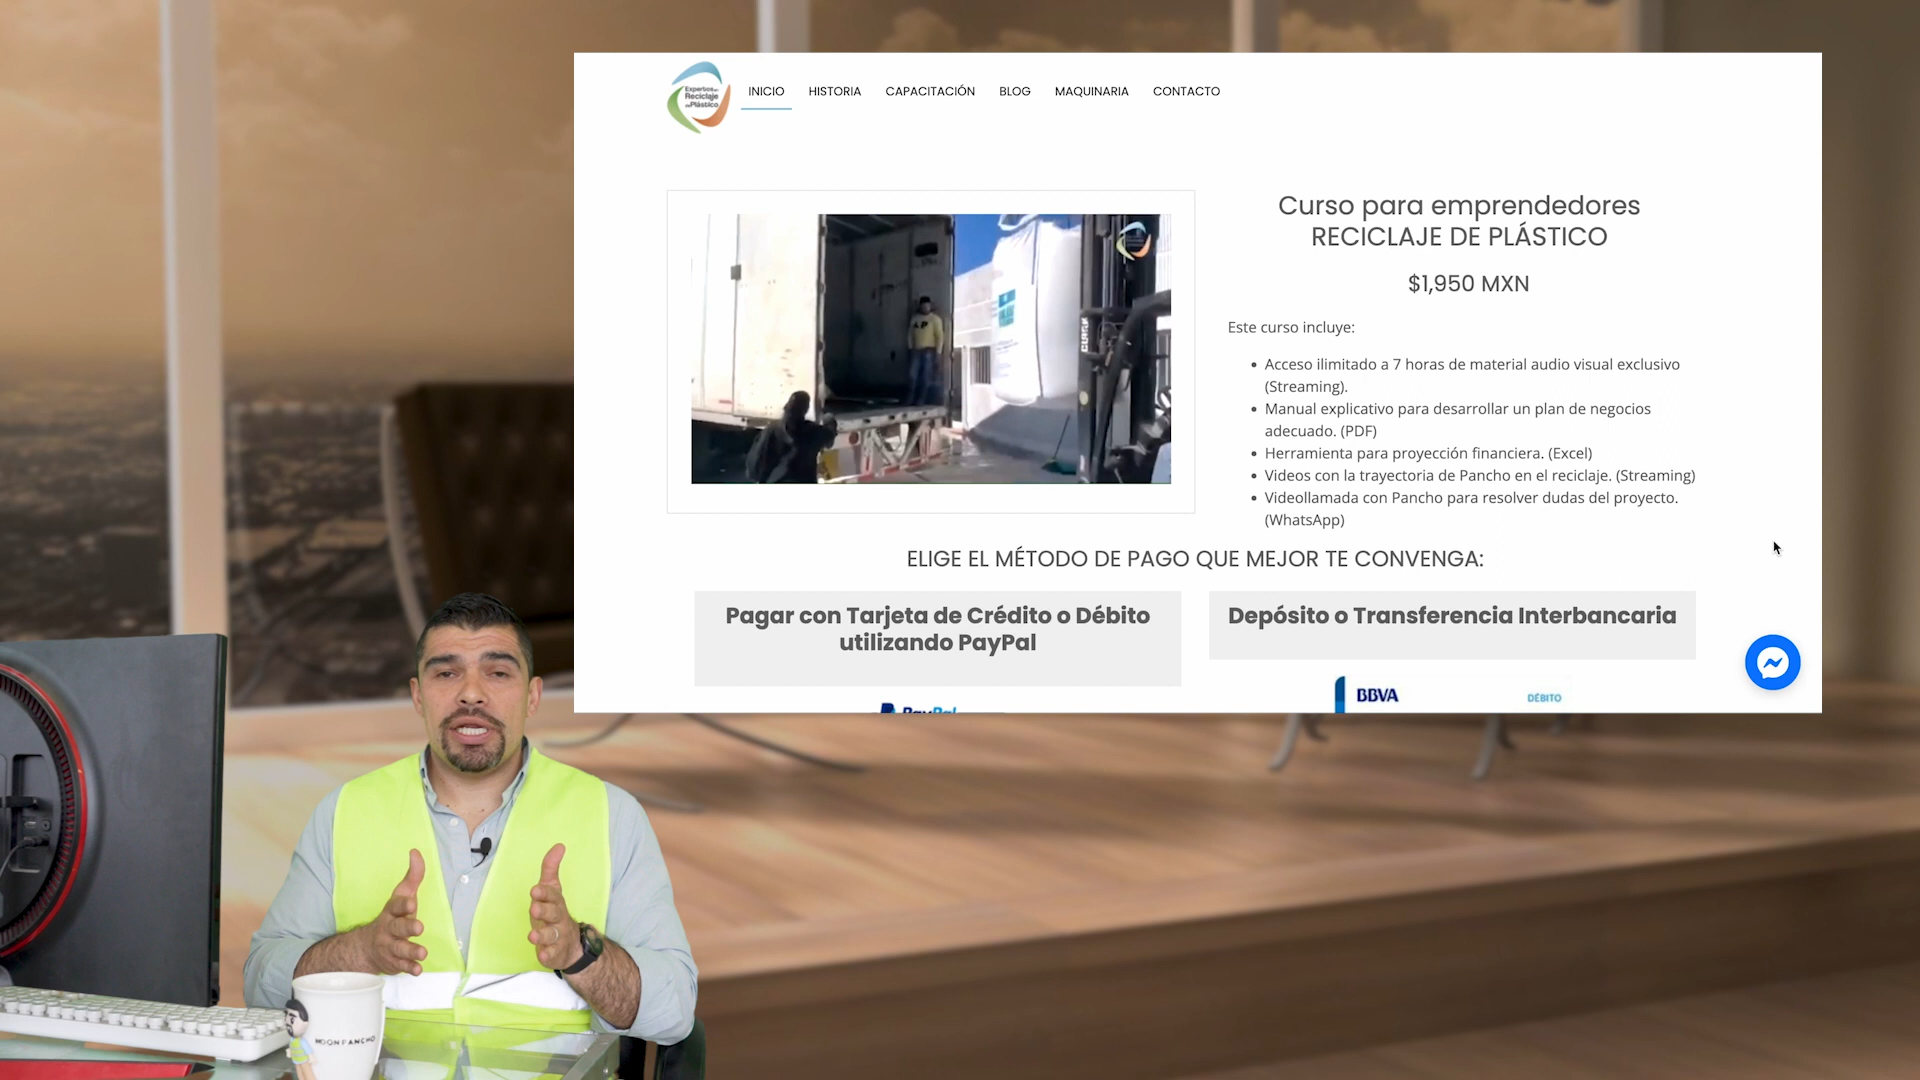 Expertos en
Reciclaje
de Plástico
INICIO HISTORIA CAPACITACIÓN BLOG MAQUINARIA CONTACTO
Curso para emprendedores
RECICLAJE DE PLÁSTICO
$1,950 MXN
Este curso incluye:
Acceso ilimitado a 7 horas de material audio visual exclusivo
(Streaming).
Manual explicativo para desarrollar un plan de negocios
adecuado. (PDF)
Herramienta para proyección financiera. (Excel)
Videos con la trayectoria de Pancho en el reciclaje. (Streaming)
Videollamada con Pancho para resolver dudas del proyecto.
(WhatsApp)
ELIGE EL MÉTODO DE PAGO QUE MEJOR TE CONVENGA:
Pagar con Tarjeta de Crédito o Débito
utilizando PayPal
Depósito o Transferencia Interbancaria
PayPal
BBVA
DÉBITO